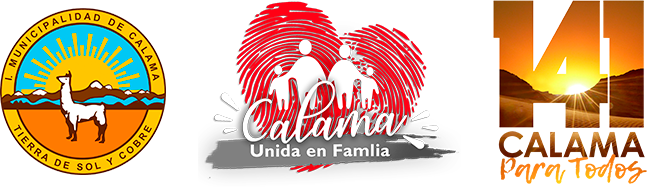 I. MUNICIPALIDAD DE CALAMA
TIERRA DE SOL Y COBRE
Calama
Unida en Famlia
141
CALAMA
Para Todos